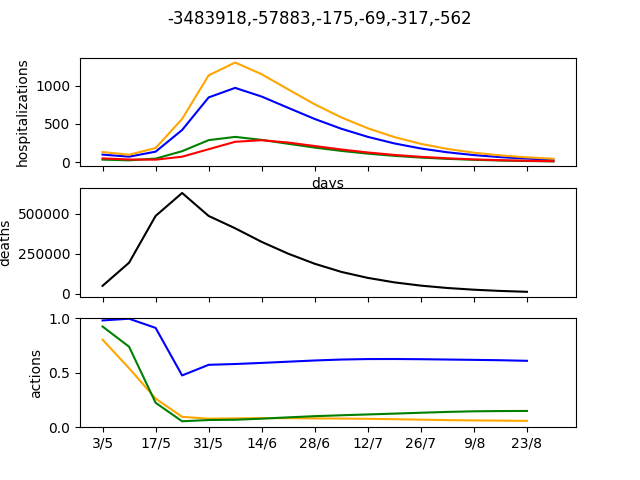 -3483918,-57883,-175,-69,-317,-562
hospitalizations
1000
500
0
days
deaths
500000
250000
0
actions
1.0
0.5
0.0
3/5 17/5 31/5 14/6 28/6 12/7 26/7 9/8 23/8